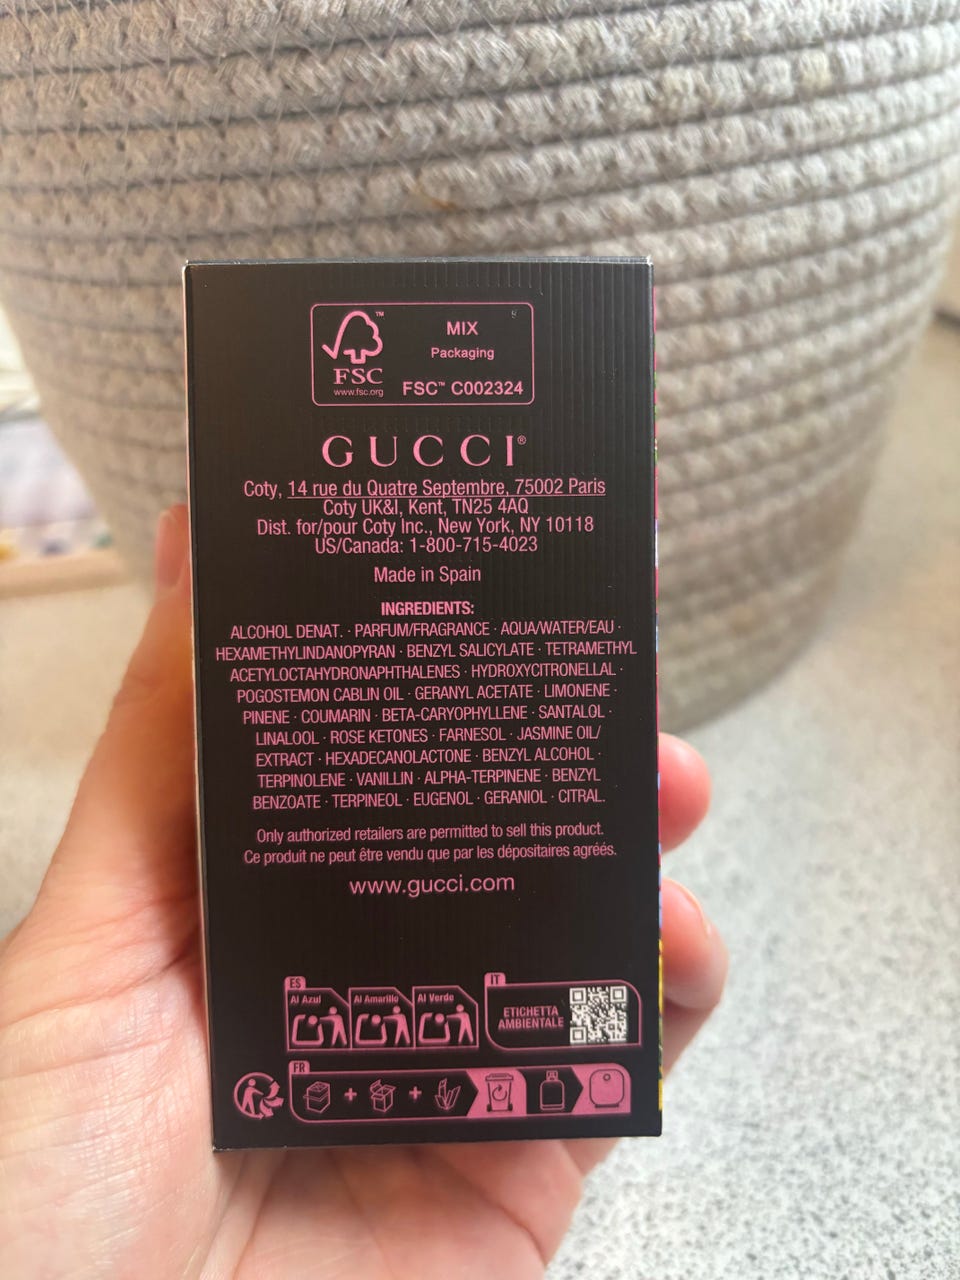 FSC™
www.fsc.org
MIX
Packaging
FSC™ C002324
GUCCI®
Coty, 14 rue du Quatre Septembre, 75002 Paris
Coty UK&I, Kent, TN25 4AQ
Dist. for/pour Coty Inc., New York, NY 10118
US/Canada: 1-800-715-4023
Made in Spain
INGREDIENTS:
ALCOHOL DENAT. · PARFUM/FRAGRANCE · AQUA/WATER/EAU ·
HEXAMETHYLINDANOPYRAN · BENZYL SALICYLATE · TETRAMETHYL
ACETYLOCTAHYDRONAPHTHALENES · HYDROXYCITRONELLAL ·
POGOSTEMON CABLIN OIL · GERANYL ACETATE · LIMONENE ·
PINENE · COUMARIN · BETA-CARYOPHYLLENE · SANTALOL ·
LINALOOL · ROSE KETONES · FARNESOL · JASMINE OIL/
EXTRACT · HEXADECANOLACTONE · BENZYL ALCOHOL ·
TERPINOLENE · VANILLIN · ALPHA-TERPINENE · BENZYL
BENZOATE · TERPINEOL · EUGENOL · GERANIOL · CITRAL.
Only authorized retailers are permitted to sell this product.
Ce produit ne peut être vendu que par les dépositaires agréés.
www.gucci.com
ES
Al Azul
Al Amarillo
Al Verde
IT
ETICHETTA
AMBIENTALE
FR
+ +